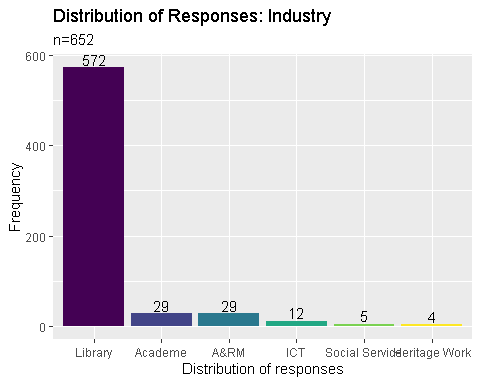 Distribution of Responses: Industry
n=652
Frequency
600
400
200
0
572
29
29
12
5
4
Library Academe A&RM ICT Social Service Heritage Work
Distribution of responses